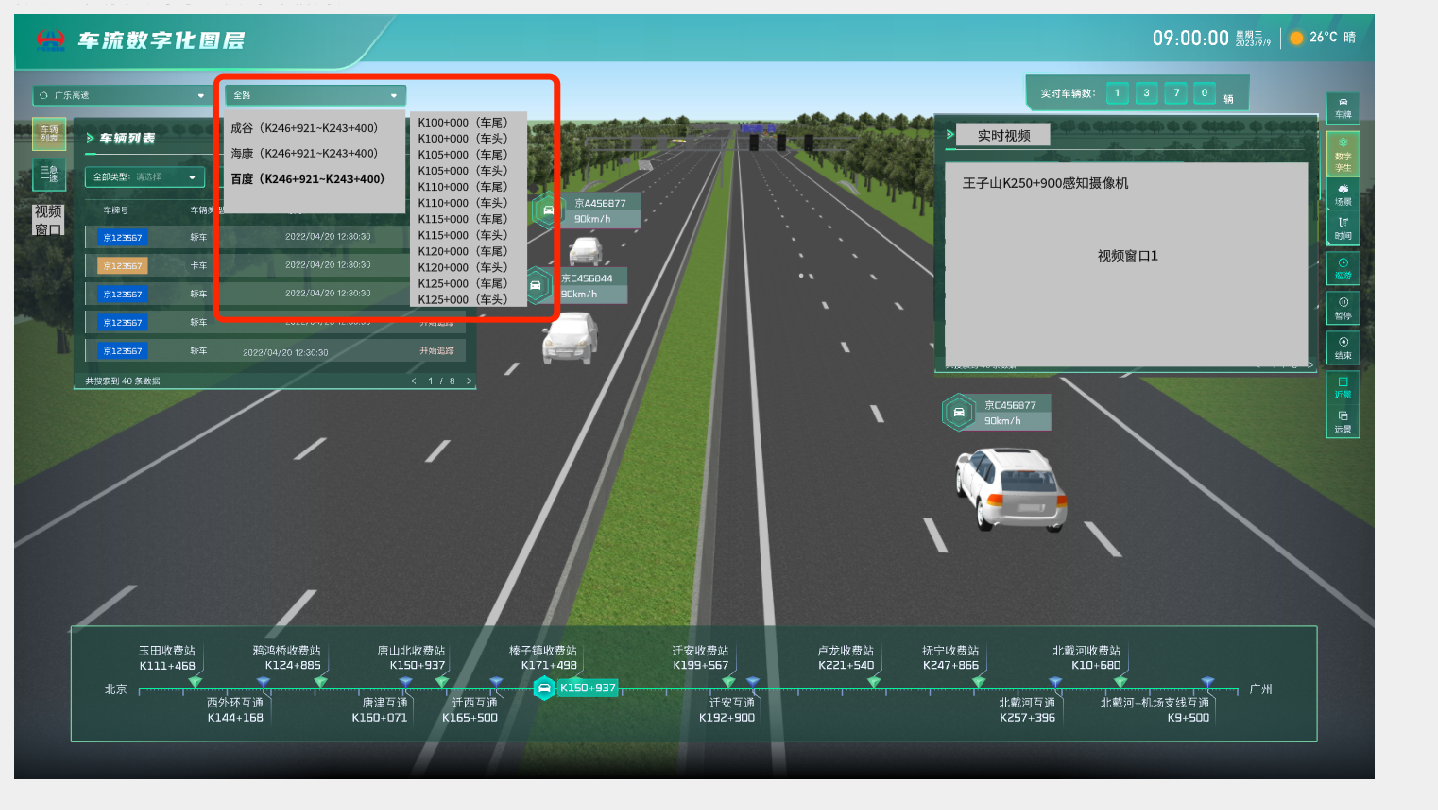 车流数字化图层
09:00:00 星期三 2023/9/9 26°C 晴
广乐高速
全路
实时车辆数： 1 3 7 0 辆
车辆列表
三急一速
视频窗口
车辆列表
全部类型：请选择
车牌号 车辆类型
京123567 轿车 2022/04/20 12:30:30
京123567 卡车 2022/04/20 12:30:30
京123567 轿车 2022/04/20 12:30:30
京123567 轿车 2022/04/20 12:30:30 开始追踪
京123567 轿车 2022/04/20 12:30:30 开始追踪
共搜索到 40 条数据 < 1 / 8 >
成谷（K246+921~K243+400）
海康（K246+921~K243+400）
百度（K246+921~K243+400）
K100+000（车尾）
K100+000（车头）
K105+000（车尾）
K105+000（车头）
K110+000（车尾）
K110+000（车头）
K115+000（车尾）
K115+000（车头）
K120+000（车尾）
K120+000（车头）
K125+000（车尾）
K125+000（车头）
京A456877
90km/h
京C456844
90km/h
京C456877
90km/h
实时视频
王子山K250+900感知摄像机
视频窗口1
车牌
数字孪生
场景
时间
巡游
暂停
结束
近景
远景
玉田收费站
K111+468
鸦鸿桥收费站
K124+885
唐山北收费站
K150+937
榛子镇收费站
K171+498
迁安收费站
K199+567
卢龙收费站
K221+540
抚宁收费站
K247+866
北戴河收费站
K10+680
北京
K150+937
广州
西外环互通
K144+168
唐津互通
K160+071
迁西互通
K165+500
迁安互通
K192+900
北戴河互通
K257+396
北戴河-机场支线互通
K9+500